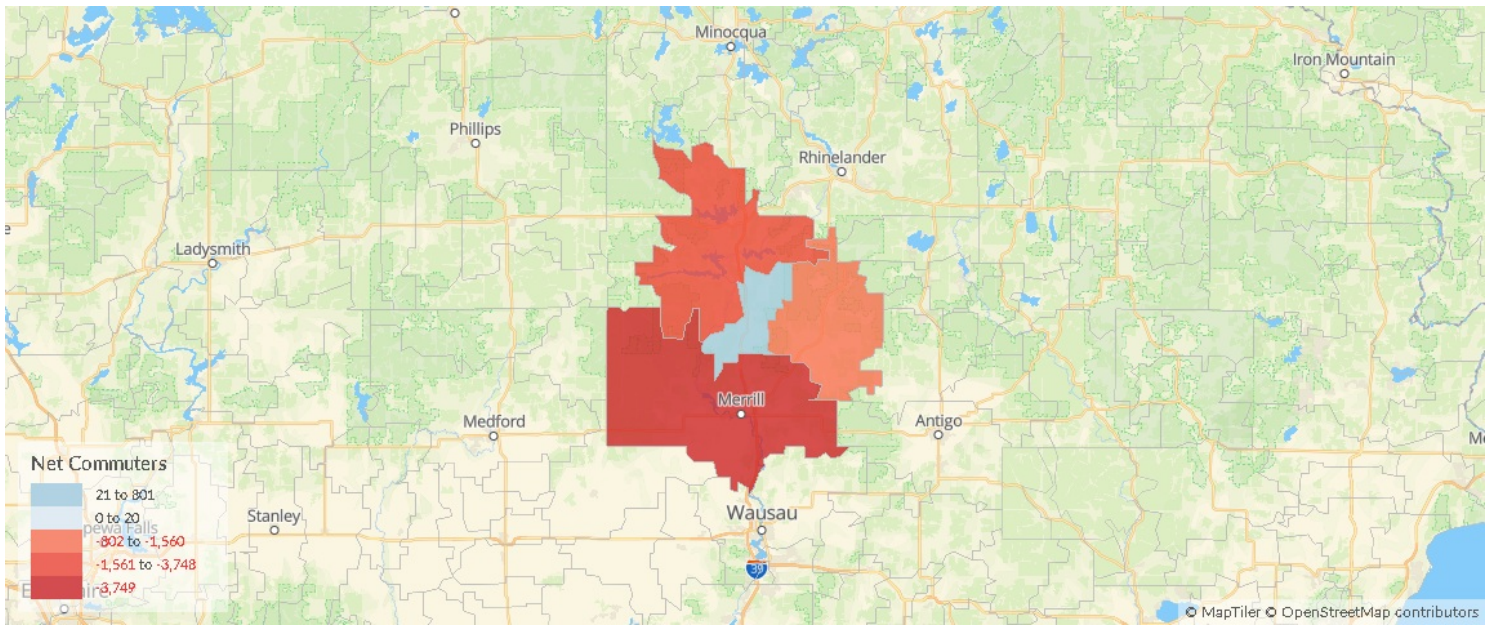 Minocqua
Iron Mountain
Phillips
Rhinelander
Ladysmith
Merrill
Medford
Antigo
Net Commuters
21 to 801
0 to 20
-802 to -1,560
-1,561 to -3,748
-3,749
Stanley
Wausau
39
© MapTiler © OpenStreetMap contributors